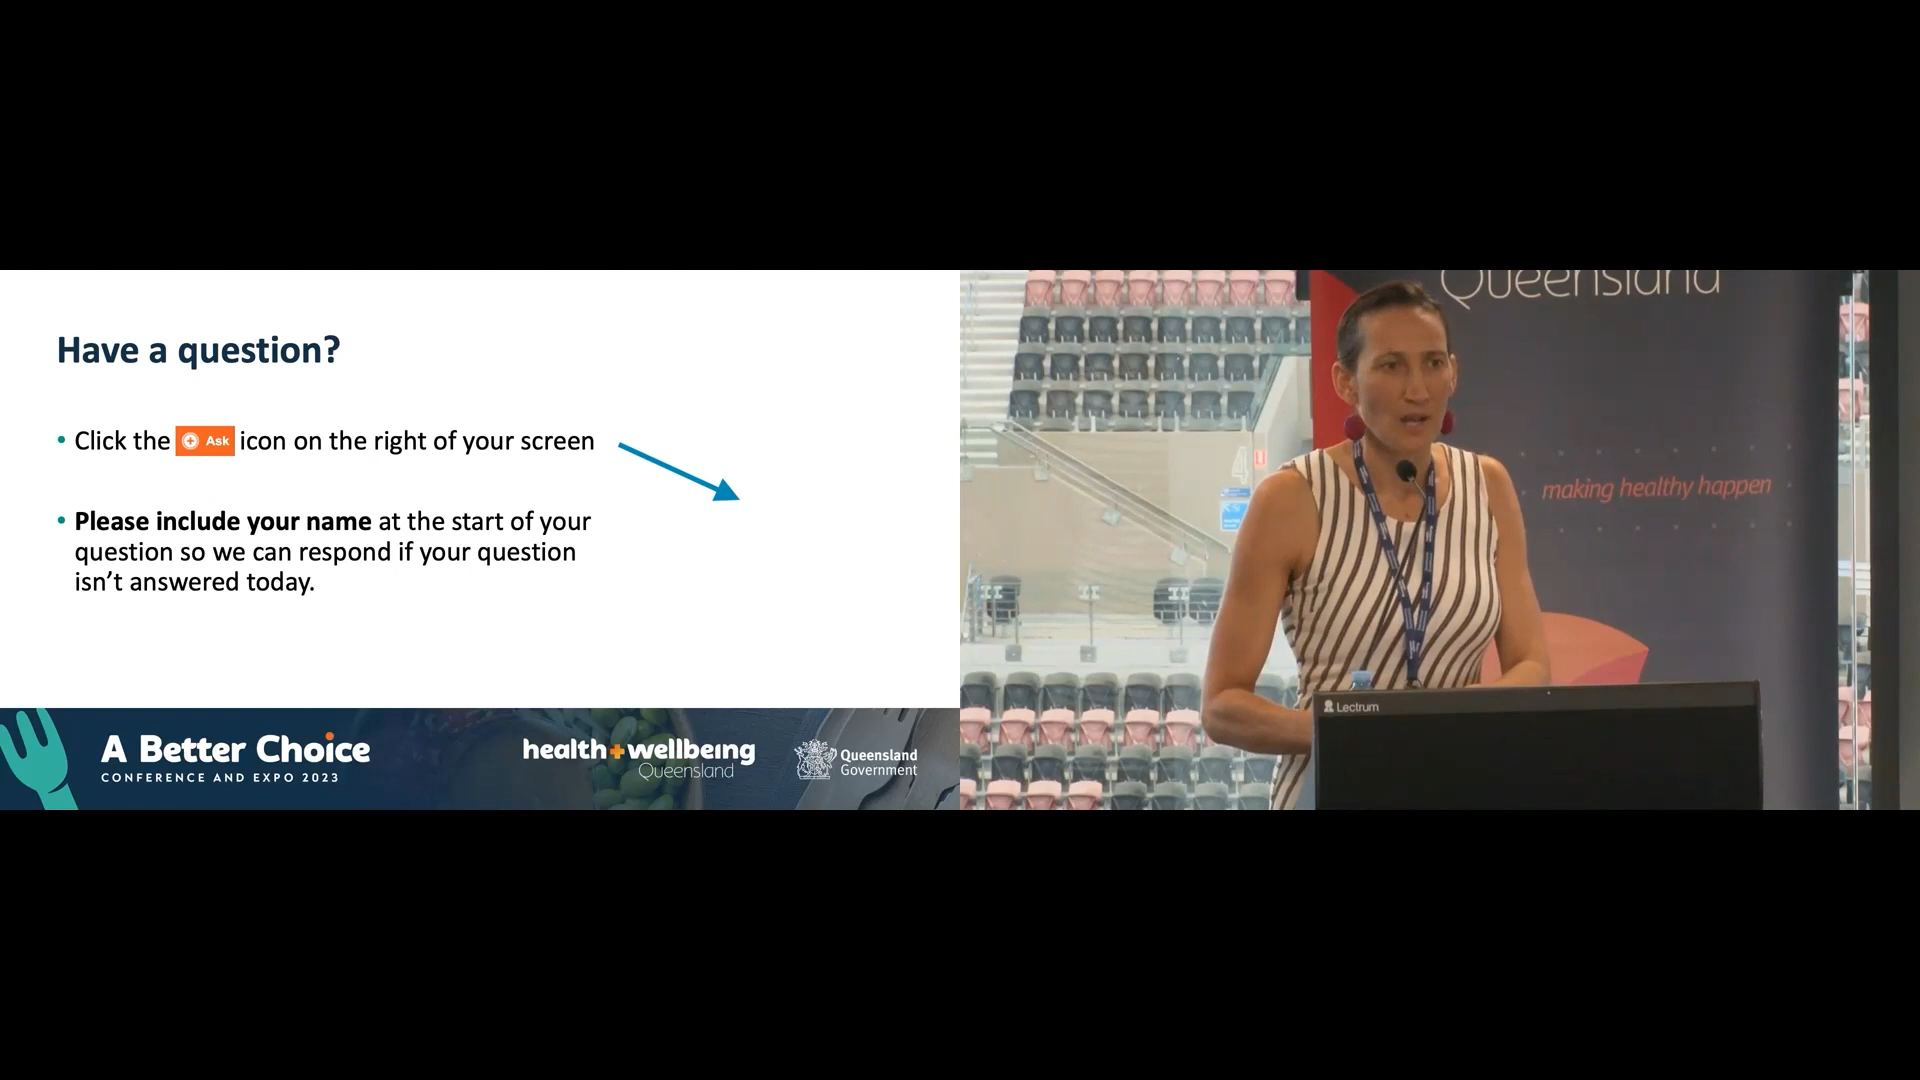 Have a question?
• Click the Ask icon on the right of your screen
• Please include your name at the start of your
question so we can respond if your question
isn't answered today.
A Better Choice
CONFERENCE AND EXPO 2023
health+wellbeing
Queensland
Queensland
Government
Queensland
making healthy happen
4
Lectrum